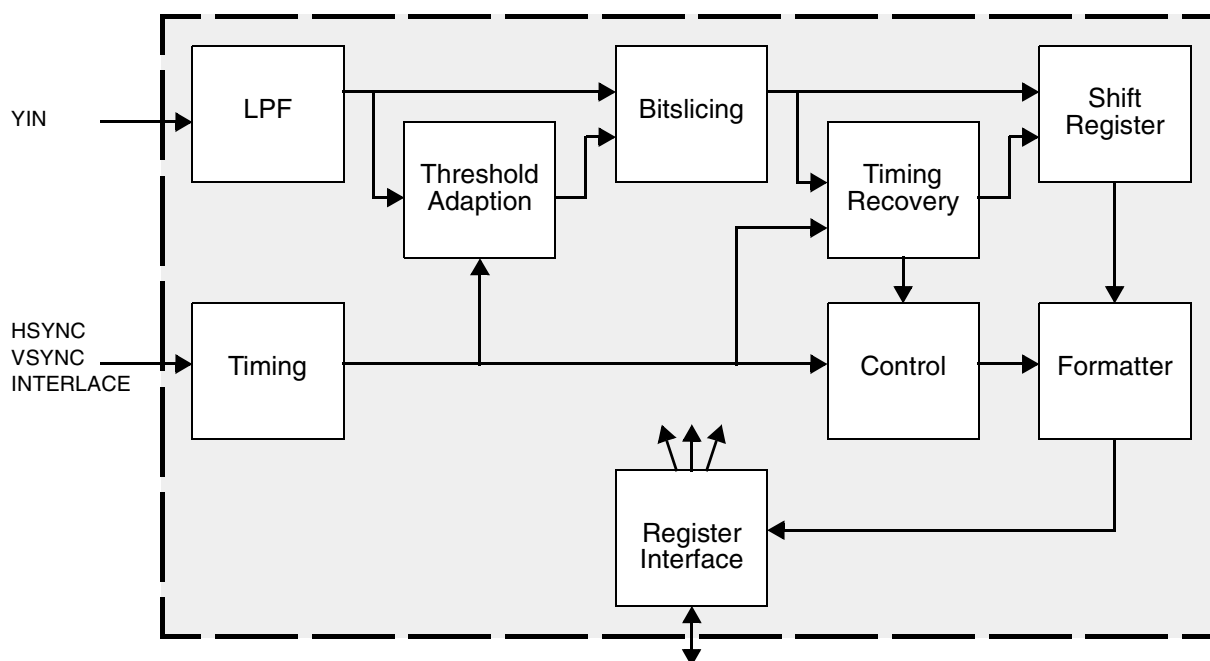 YIN
LPF
Bitslicing
Shift
Register
Threshold
Adaption
Timing
Recovery
HSYNC
VSYNC
INTERLACE
Timing
Control
Formatter
Register
Interface